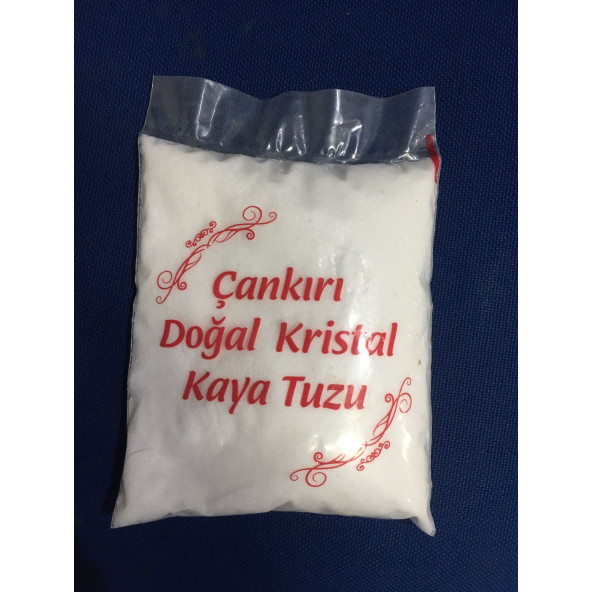 Çankırı
Doğal Kristal
Kaya Tuzu